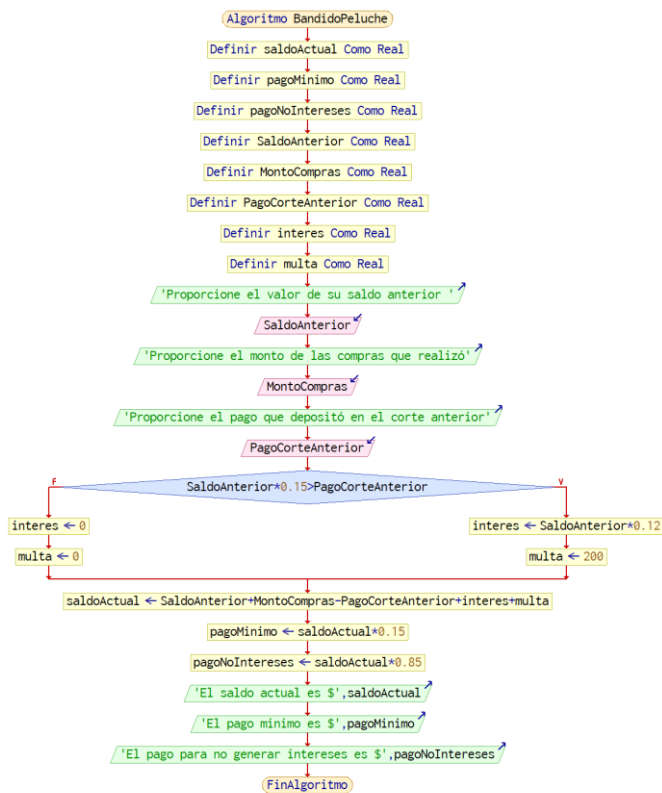 Algoritmo BandidoPeluche
Definir saldoActual Como Real
Definir pagoMinimo Como Real
Definir pagoNoIntereses Como Real
Definir SaldoAnterior Como Real
Definir MontoCompras Como Real
Definir PagoCorteAnterior Como Real
Definir interes Como Real
Definir multa Como Real
'Proporcione el valor de su saldo anterior '
SaldoAnterior
'Proporcione el monto de las compras que realizó'
MontoCompras
'Proporcione el pago que depositó en el corte anterior'
PagoCorteAnterior
F
SaldoAnterior*0.15>PagoCorteAnterior
V
interes ← 0
interes ← SaldoAnterior*0.12
multa ← 0
multa ← 200
saldoActual ← SaldoAnterior+MontoCompras-PagoCorteAnterior+interes+multa
pagoMinimo ← saldoActual*0.15
pagoNoIntereses ← saldoActual*0.85
'El saldo actual es $',saldoActual
'El pago minimo es $',pagoMinimo
'El pago para no generar intereses es $',pagoNoIntereses
FinAlgoritmo